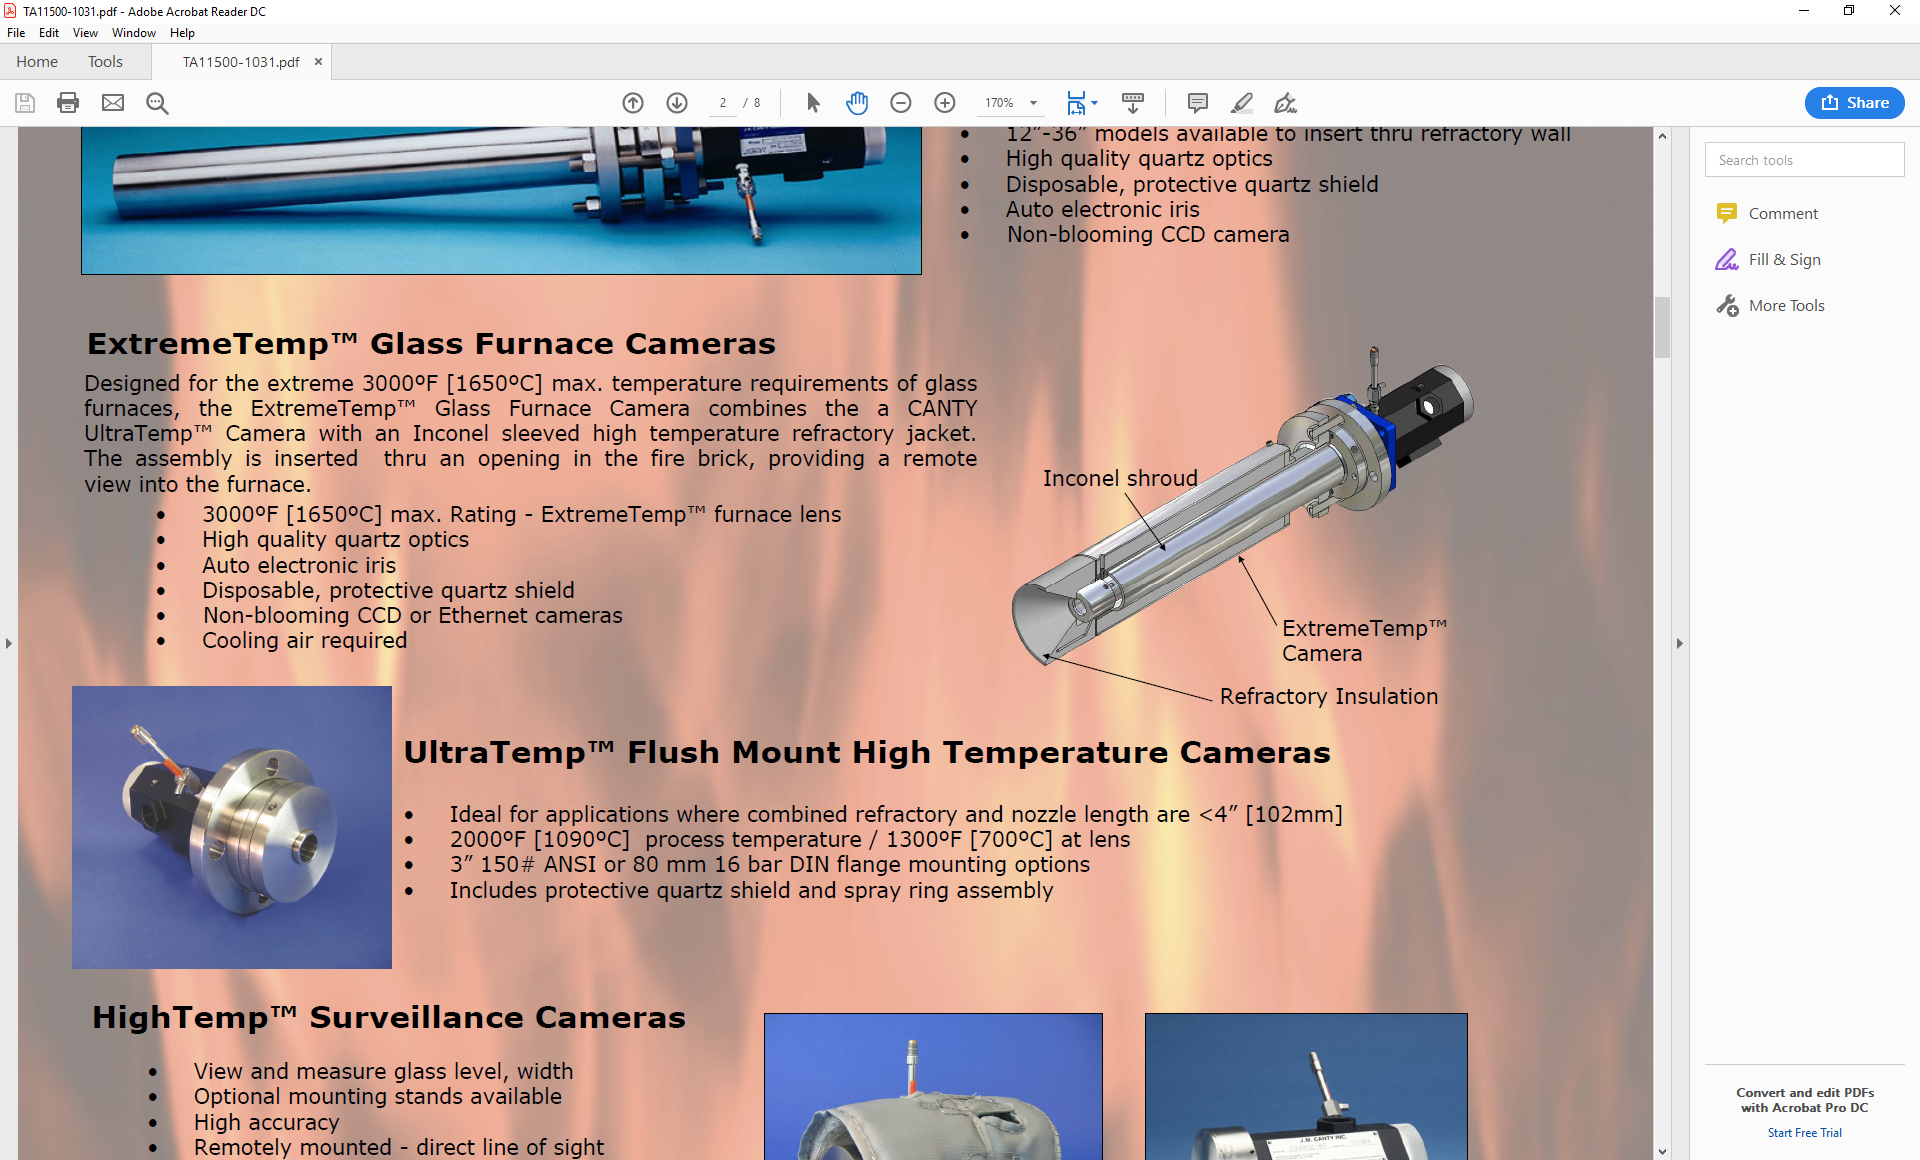 TA11500-1031.pdf - Adobe Acrobat Reader DC
File Edit View Window Help
Home Tools TA11500-1031.pdf
2 / 8 170% Share
12”-36” models available to insert thru refractory wall
• High quality quartz optics
• Disposable, protective quartz shield
• Auto electronic iris
• Non-blooming CCD camera
ExtremeTemp™ Glass Furnace Cameras
Designed for the extreme 3000ºF [1650ºC] max. temperature requirements of glass
furnaces, the ExtremeTemp™ Glass Furnace Camera combines the a CANTY
UltraTemp™ Camera with an Inconel sleeved high temperature refractory jacket.
The assembly is inserted thru an opening in the fire brick, providing a remote
view into the furnace.
• 3000ºF [1650ºC] max. Rating - ExtremeTemp™ furnace lens
• High quality quartz optics
• Auto electronic iris
• Disposable, protective quartz shield
• Non-blooming CCD or Ethernet cameras
• Cooling air required
Inconel shroud
ExtremeTemp™
Camera
Refractory Insulation
UltraTemp™ Flush Mount High Temperature Cameras
• Ideal for applications where combined refractory and nozzle length are <4” [102mm]
• 2000ºF [1090ºC] process temperature / 1300ºF [700ºC] at lens
• 3” 150# ANSI or 80 mm 16 bar DIN flange mounting options
• Includes protective quartz shield and spray ring assembly
HighTemp™ Surveillance Cameras
• View and measure glass level, width
• Optional mounting stands available
• High accuracy
• Remotely mounted - direct line of sight
J.M. CANTY INC.
Search tools
Comment
Fill & Sign
More Tools
Convert and edit PDFs
with Acrobat Pro DC
Start Free Trial